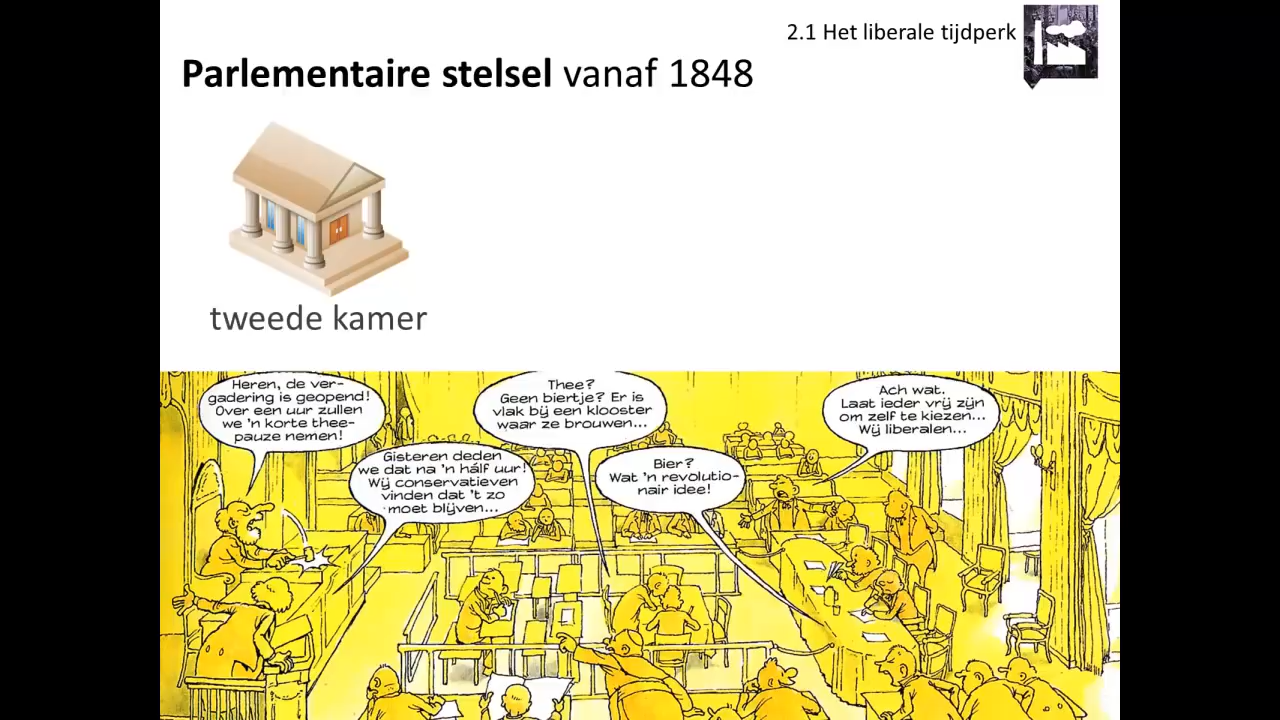 2.1 Het liberale tijdperk
Parlementaire stelsel vanaf 1848
tweede kamer
Heren, de ver-
gadering is geopend!
Over een uur zullen
we 'n korte thee-
pauze nemen!
Gisteren deden
we dat na 'n hálf uur!
Wij conservatieven
vinden dat 't zo
moet blijven...
Thee?
Geen biertje? Er is
vlak bij een klooster
waar ze brouwen...
Bier?
Wat 'n revolutio-
nair idee!
Ach wat.
Laat ieder vrij zijn
om zelf te kiezen...
Wij liberalen...